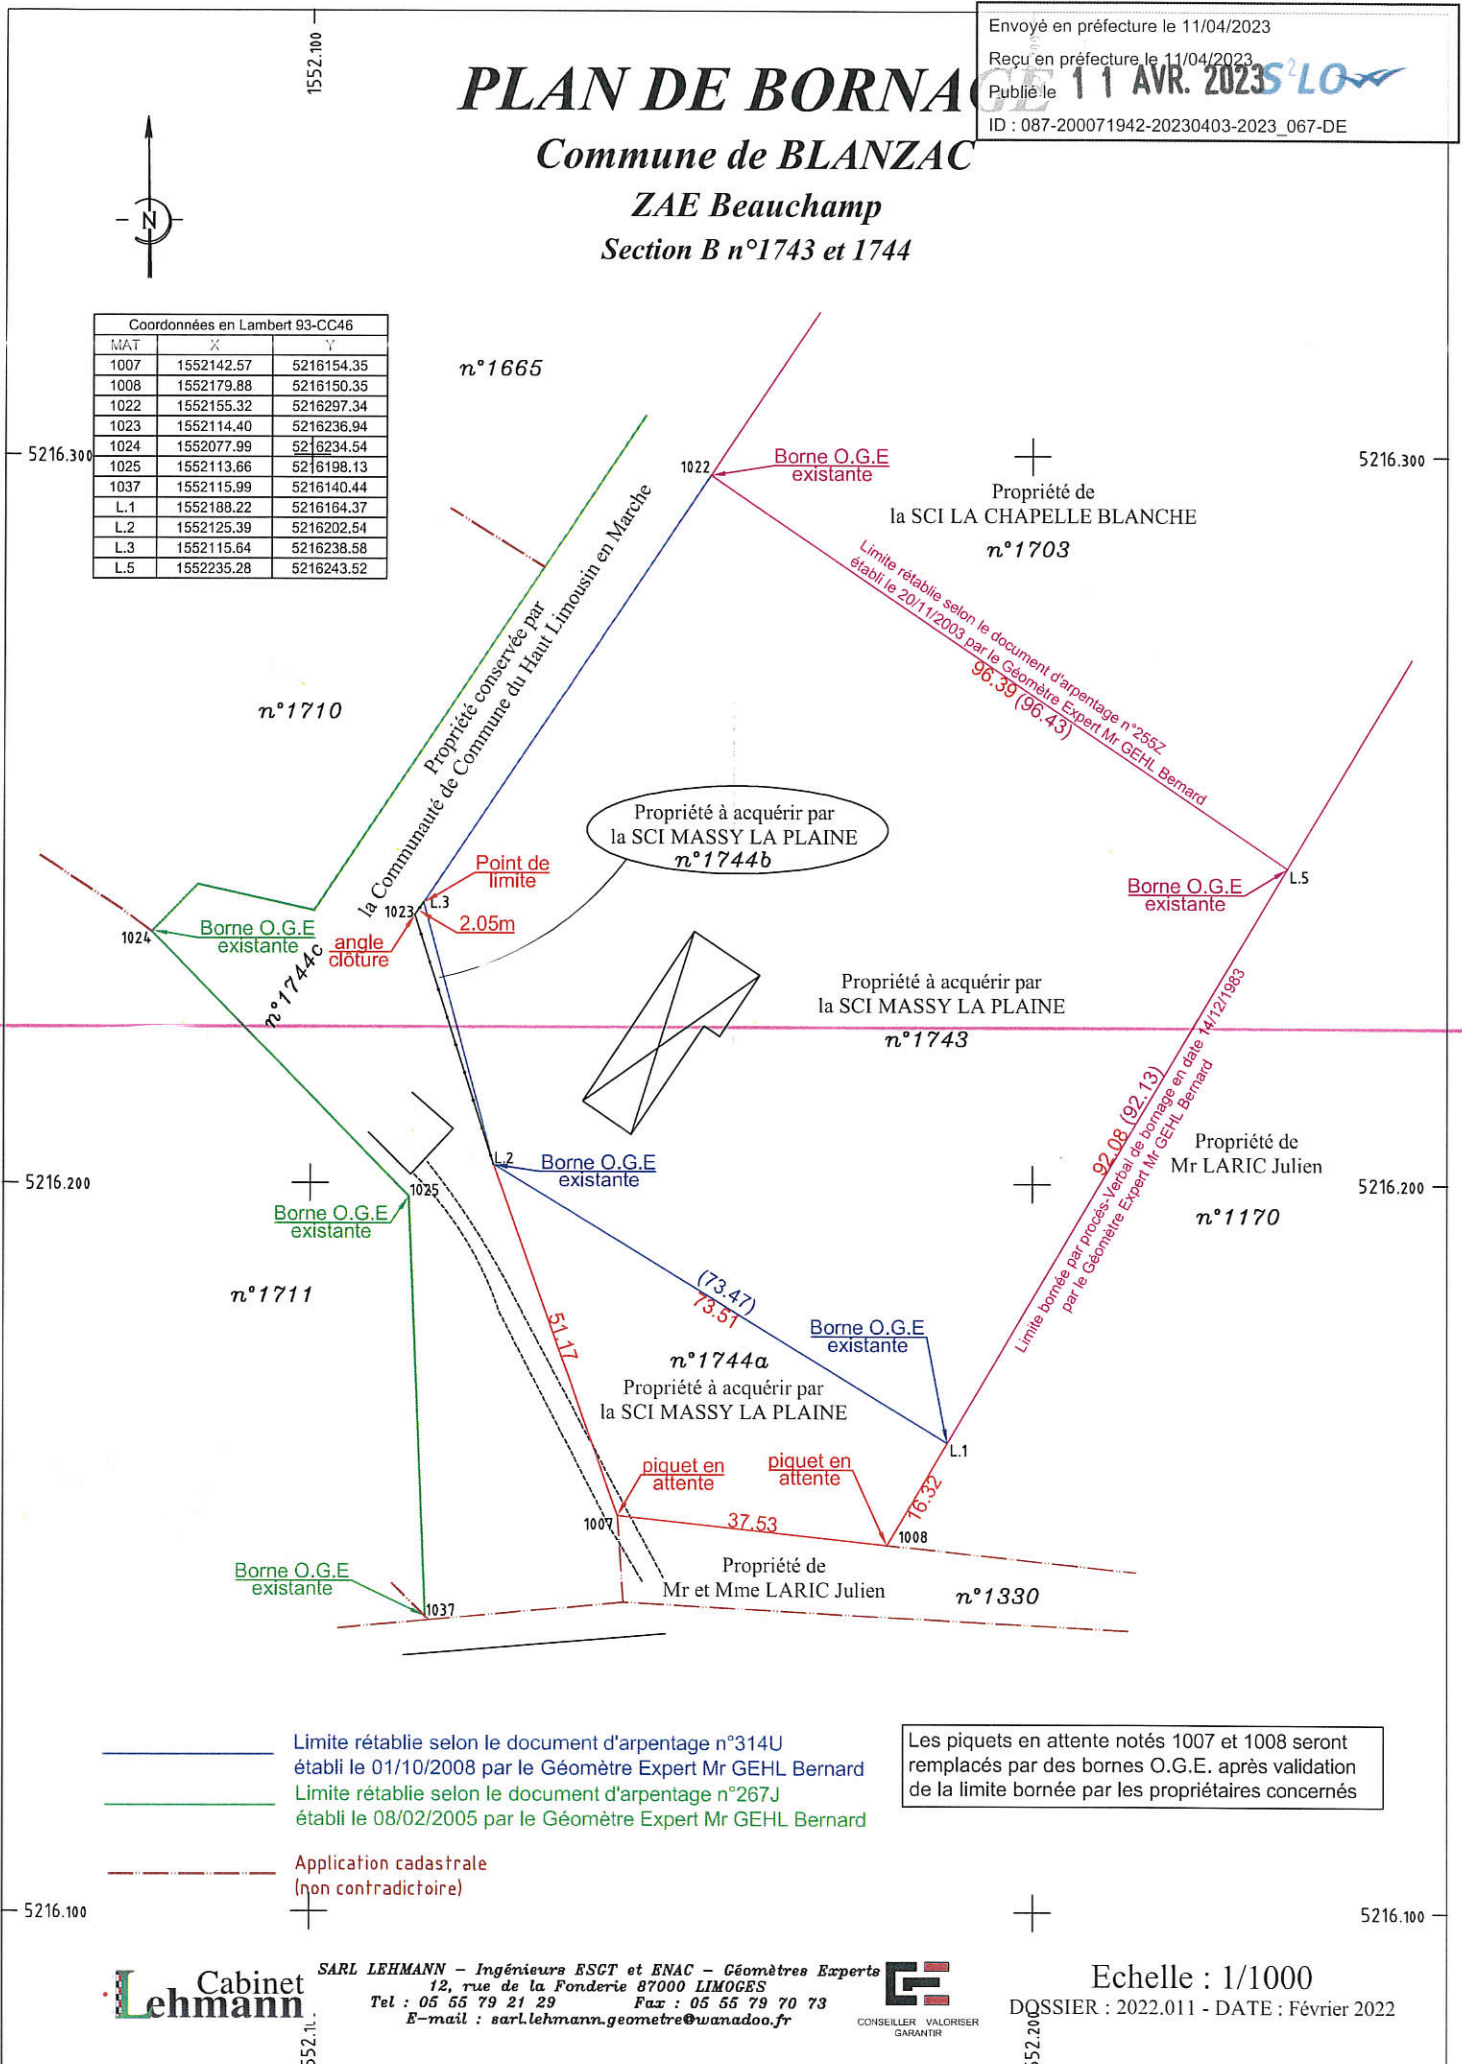 Envoyé en préfecture le 11/04/2023
Reçu en préfecture le 11/04/2023
Publié le 11 AVR. 2023 S²LO
ID : 087-200071942-20230403-2023_067-DE
1552.100
PLAN DE BORNAGE
Commune de BLANZAC
ZAE Beauchamp
Section B n°1743 et 1744
N
Coordonnées en Lambert 93-CC46
MAT X Y
1007 1552142.57 5216154.35
1008 1552179.88 5216150.35
1022 1552155.32 5216297.34
1023 1552114.40 5216236.94
1024 1552077.99 5216234.54
1025 1552113.66 5216198.13
1037 1552115.99 5216140.44
L.1 1552188.22 5216164.37
L.2 1552125.39 5216202.54
L.3 1552115.64 5216238.58
L.5 1552235.28 5216243.52
n°1665
5216.300
5216.300
1022
Borne O.G.E
existante
Propriété de
la SCI LA CHAPELLE BLANCHE
n°1703
Limite rétablie selon le document d'arpentage n°255Z
établi le 20/11/2003 par le Géomètre Expert Mr GEHL Bernard
96.39 (96.43)
Propriété conservée par
la Communauté de Commune du Haut Limousin en Marche
n°1710
Propriété à acquérir par
la SCI MASSY LA PLAINE
n°1744b
Point de
limite
L.3
1023
2.05m
angle
clôture
Borne O.G.E
existante
1024
n°1744c
Borne O.G.E
existante
L.5
Propriété à acquérir par
la SCI MASSY LA PLAINE
n°1743
92.08 (92.13)
Limite bornée par procés-Verbal de bornage en date 14/12/1983
par le Géomètre Expert Mr GEHL Bernard
Propriété de
Mr LARIC Julien
n°1170
L.2
Borne O.G.E
existante
5216.200
5216.200
1025
Borne O.G.E
existante
n°1711
(73.47)
73.51
51.17
Borne O.G.E
existante
n°1744a
Propriété à acquérir par
la SCI MASSY LA PLAINE
L.1
piquet en
attente
piquet en
attente
16.32
1007
37.53
1008
Borne O.G.E
existante
1037
Propriété de
Mr et Mme LARIC Julien
n°1330
Limite rétablie selon le document d'arpentage n°314U
établi le 01/10/2008 par le Géomètre Expert Mr GEHL Bernard
Limite rétablie selon le document d'arpentage n°267J
établi le 08/02/2005 par le Géomètre Expert Mr GEHL Bernard
Application cadastrale
(non contradictoire)
Les piquets en attente notés 1007 et 1008 seront
remplacés par des bornes O.G.E. après validation
de la limite bornée par les propriétaires concernés
5216.100
5216.100
Cabinet
Lehmann
SARL LEHMANN – Ingénieurs ESGT et ENAC – Géomètres Experts
12, rue de la Fonderie 87000 LIMOGES
Tel : 05 55 79 21 29 Fax : 05 55 79 70 73
E-mail : sarl.lehmann.geometre@wanadoo.fr
CONSEILLER VALORISER
GARANTIR
Echelle : 1/1000
DOSSIER : 2022.011 - DATE : Février 2022